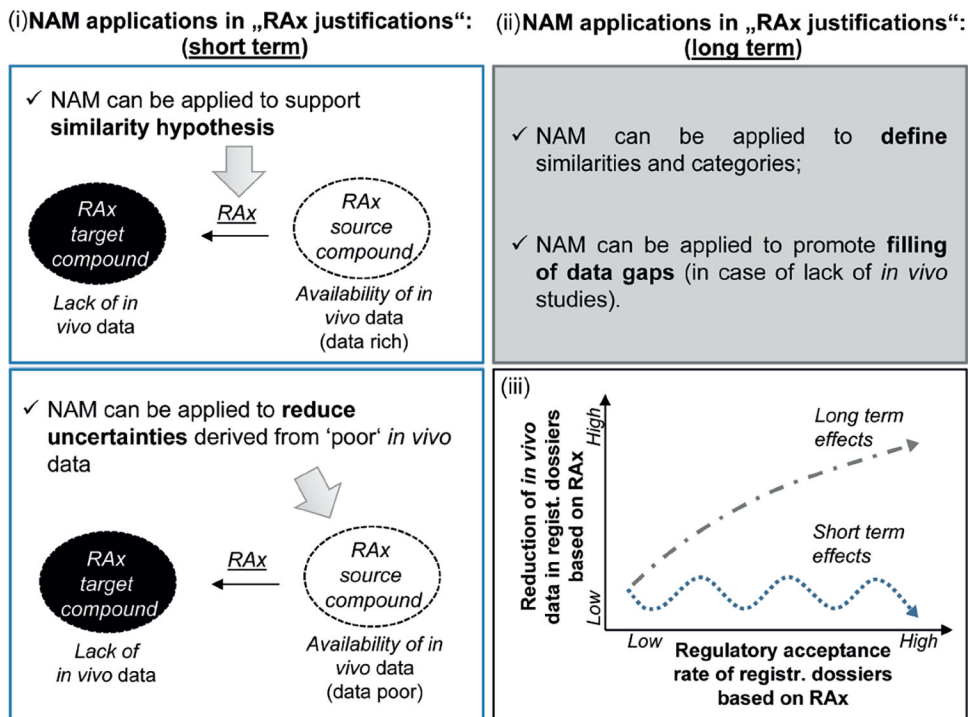 (i)NAM applications in „RAx justifications“:
(short term)
✓ NAM can be applied to support
similarity hypothesis
RAx
target
compound
RAx
RAx
source
compound
Lack of in
vivo data
Availability of in
vivo data
(data rich)
✓ NAM can be applied to reduce
uncertainties derived from ‘poor‘ in vivo
data
RAx
target
compound
RAx
RAx
source
compound
Lack of
in vivo data
Availability of in
vivo data
(data poor)
(ii)NAM applications in „RAx justifications“:
(long term)
✓ NAM can be applied to define
similarities and categories;
✓ NAM can be applied to promote filling
of data gaps (in case of lack of in vivo
studies).
(iii)
Reduction of in vivo
data in regist. dossiers
based on RAx
High
Low
Long term
effects
Short term
effects
Low
High
Regulatory acceptance
rate of registr. dossiers
based on RAx